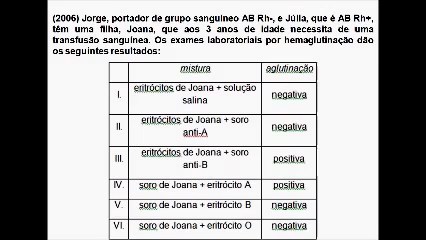 (2006) Jorge, portador de grupo sanguineo AB Rh-, e Júlia, que é AB Rh+,
têm uma filha, Joana, que aos 3 anos de idade necessita de uma
transfusão sanguínea. Os exames laboratoriais por hemaglutinação dão
os seguintes resultados:
mistura aglutinação
I. eritrócitos de Joana + solução
salina negativa
II. eritrócitos de Joana + soro
anti-A negativa
III. eritrócitos de Joana + soro
anti-B positiva
IV. soro de Joana + eritrócito A positiva
V. soro de Joana + eritrócito B negativa
VI. soro de Joana + eritrócito O negativa